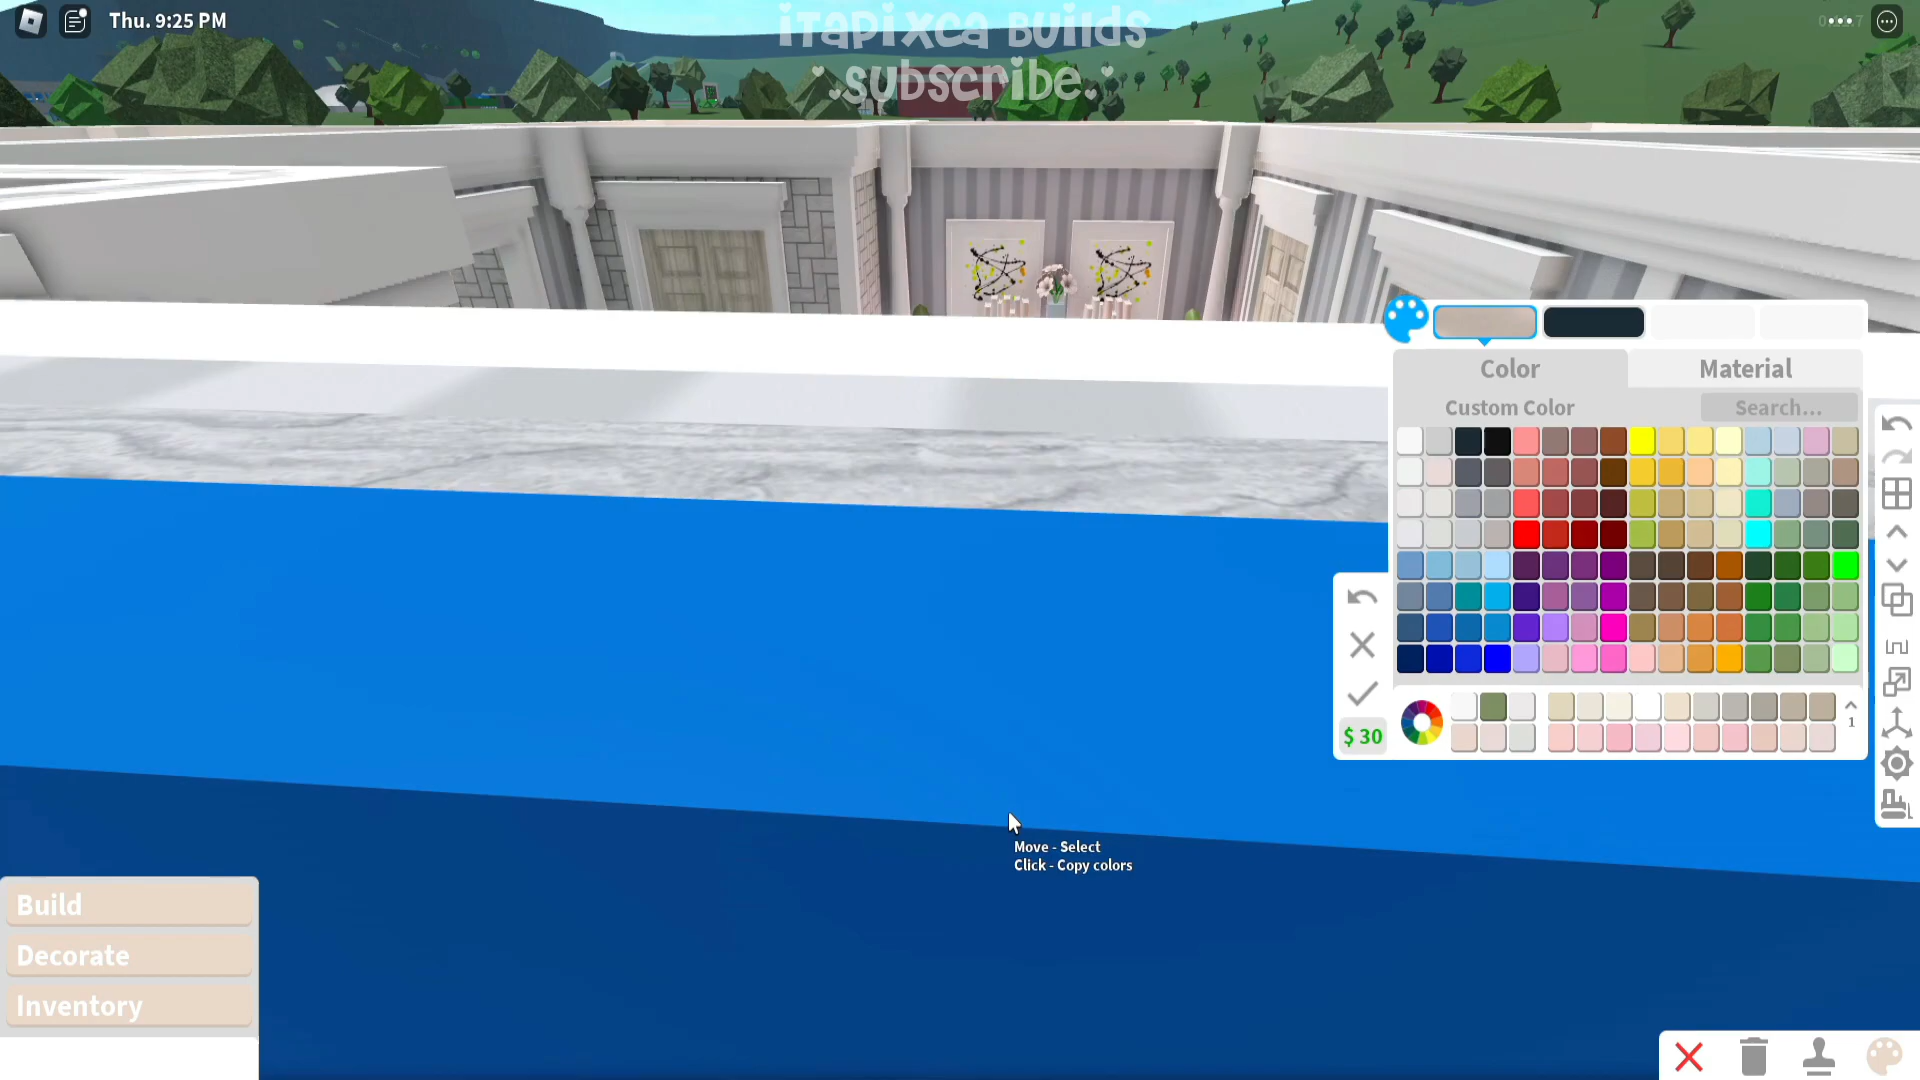 Thu. 9:25 PM
iTapixca Builds
.subscribe.
Color
Material
Custom Color
Search...
$ 30
1
Move - Select
Click - Copy colors
Build
Decorate
Inventory